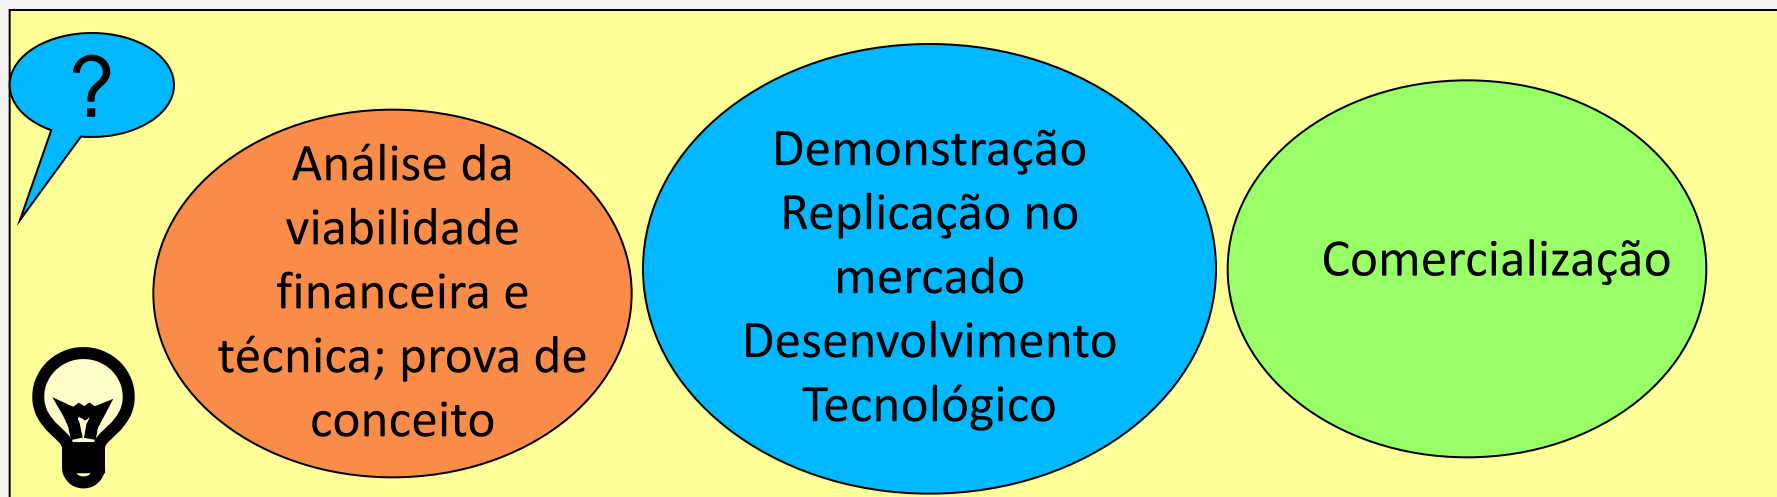 ?
Análise da
viabilidade
financeira e
técnica; prova de
conceito
Demonstração
Replicação no
mercado
Desenvolvimento
Tecnológico
Comercialização